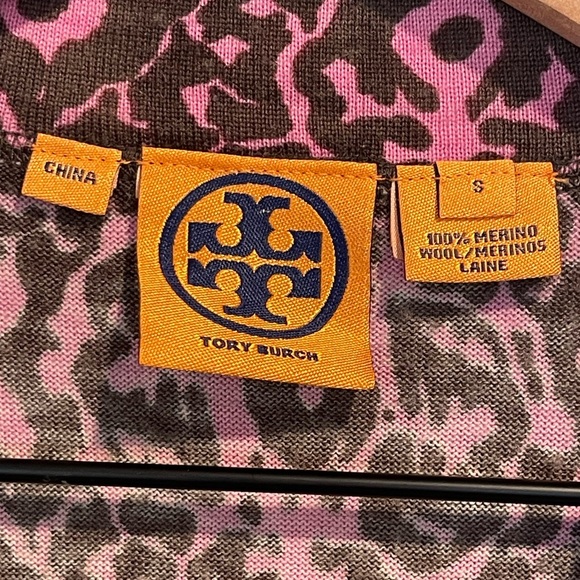 CHINA
TORY BURCH
S
100% MERINO
WOOL/MERINOS
LAINE